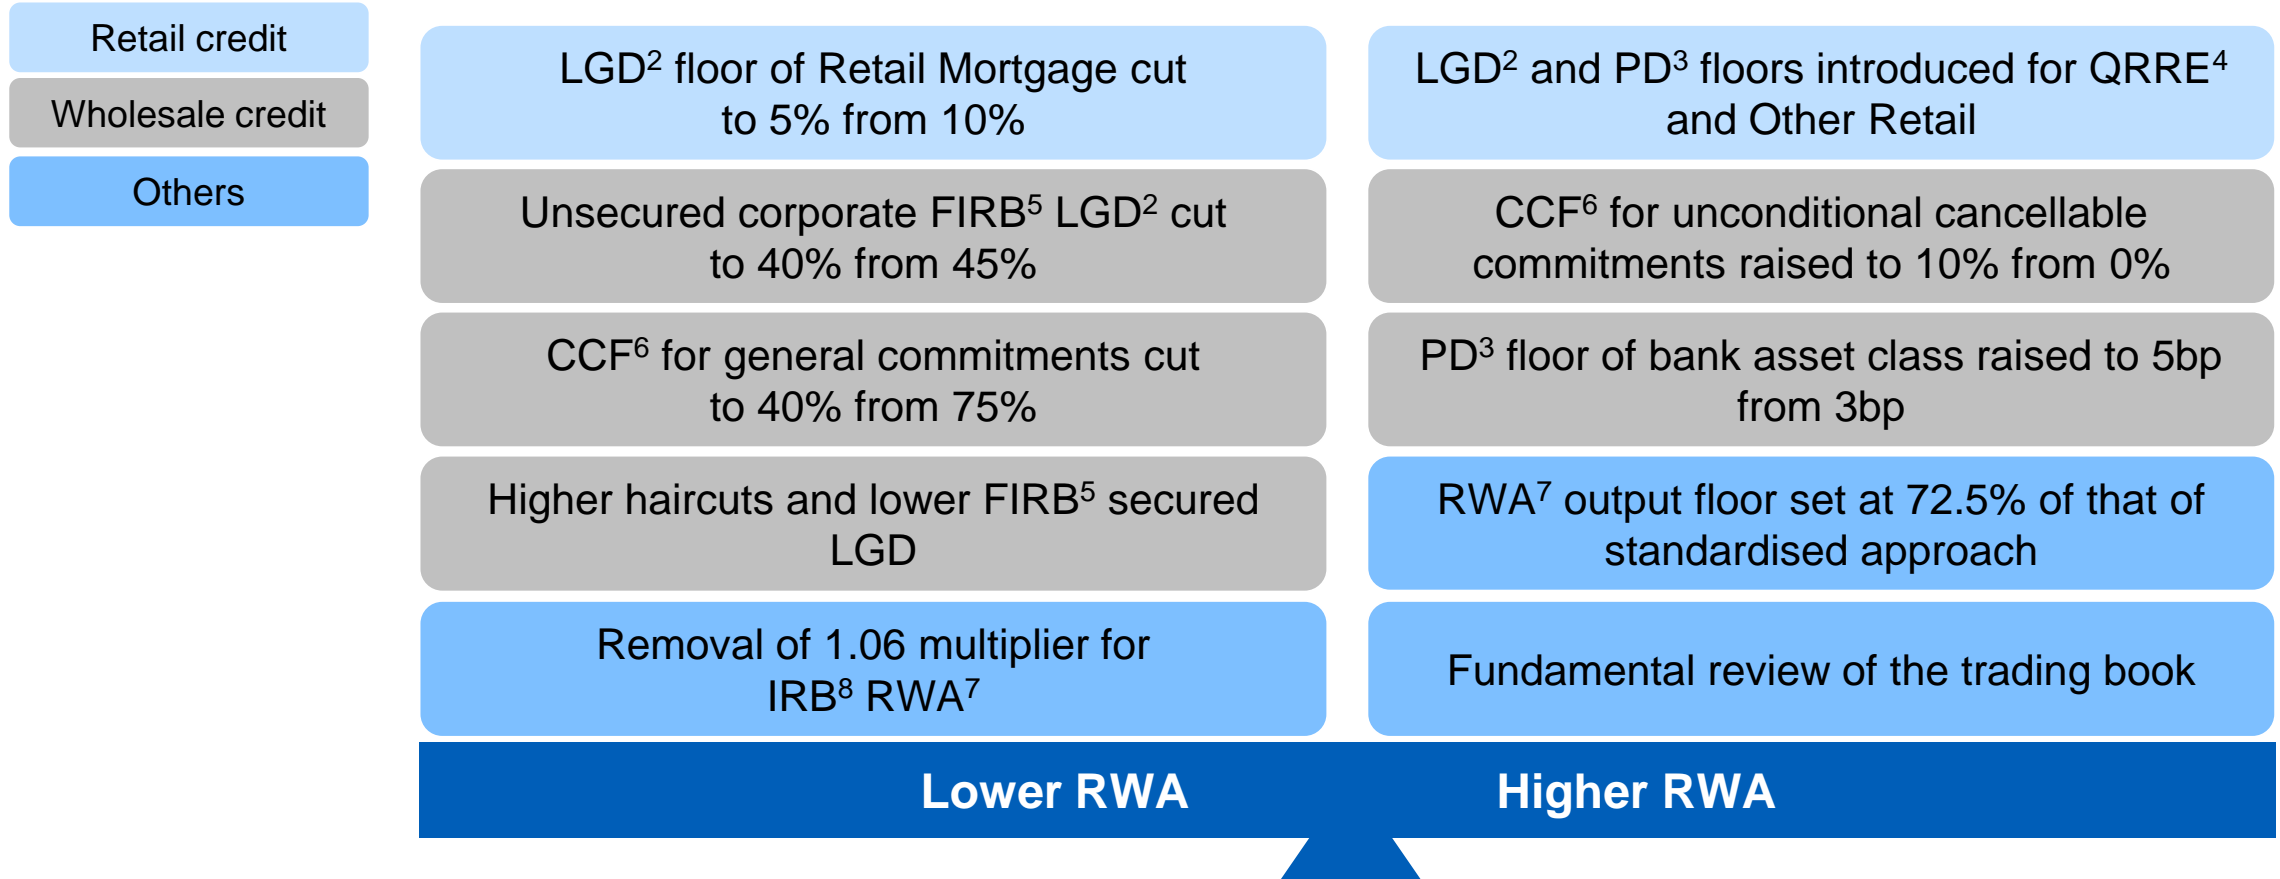 Retail credit
Wholesale credit
Others
LGD² floor of Retail Mortgage cut
to 5% from 10%
LGD² and PD³ floors introduced for QRRE⁴
and Other Retail
Unsecured corporate FIRB⁵ LGD² cut
to 40% from 45%
CCF⁶ for unconditional cancellable
commitments raised to 10% from 0%
CCF⁶ for general commitments cut
to 40% from 75%
PD³ floor of bank asset class raised to 5bp
from 3bp
Higher haircuts and lower FIRB⁵ secured
LGD
RWA⁷ output floor set at 72.5% of that of
standardised approach
Removal of 1.06 multiplier for
IRB⁸ RWA⁷
Fundamental review of the trading book
Lower RWA
Higher RWA